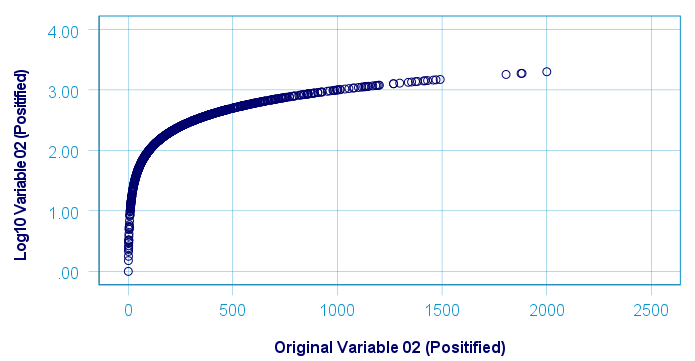 4.00
3.00
2.00
1.00
.00
Log10 Variable 02 (Positified)
0 500 1000 1500 2000 2500
Original Variable 02 (Positified)